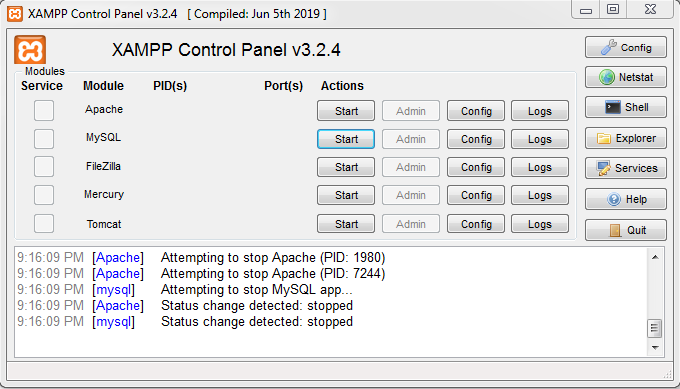 XAMPP Control Panel v3.2.4 [ Compiled: Jun 5th 2019 ]
XAMPP Control Panel v3.2.4
Config
Modules
Service Module PID(s) Port(s) Actions
Netstat
Apache Start Admin Config Logs
Shell
MySQL Start Admin Config Logs
Explorer
FileZilla Start Admin Config Logs
Services
Mercury Start Admin Config Logs
Help
Tomcat Start Admin Config Logs
Quit
9:16:09 PM [Apache] Attempting to stop Apache (PID: 1980)
9:16:09 PM [Apache] Attempting to stop Apache (PID: 7244)
9:16:09 PM [mysql] Attempting to stop MySQL app...
9:16:09 PM [Apache] Status change detected: stopped
9:16:09 PM [mysql] Status change detected: stopped